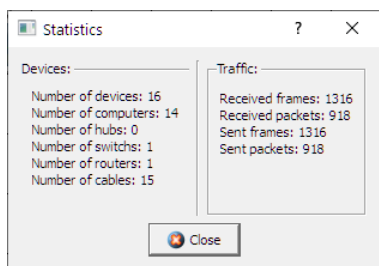 Statistics
?
Devices:
Number of devices: 16
Number of computers: 14
Number of hubs: 0
Number of switchs: 1
Number of routers: 1
Number of cables: 15
Traffic:
Received frames: 1316
Received packets: 918
Sent frames: 1316
Sent packets: 918
Close